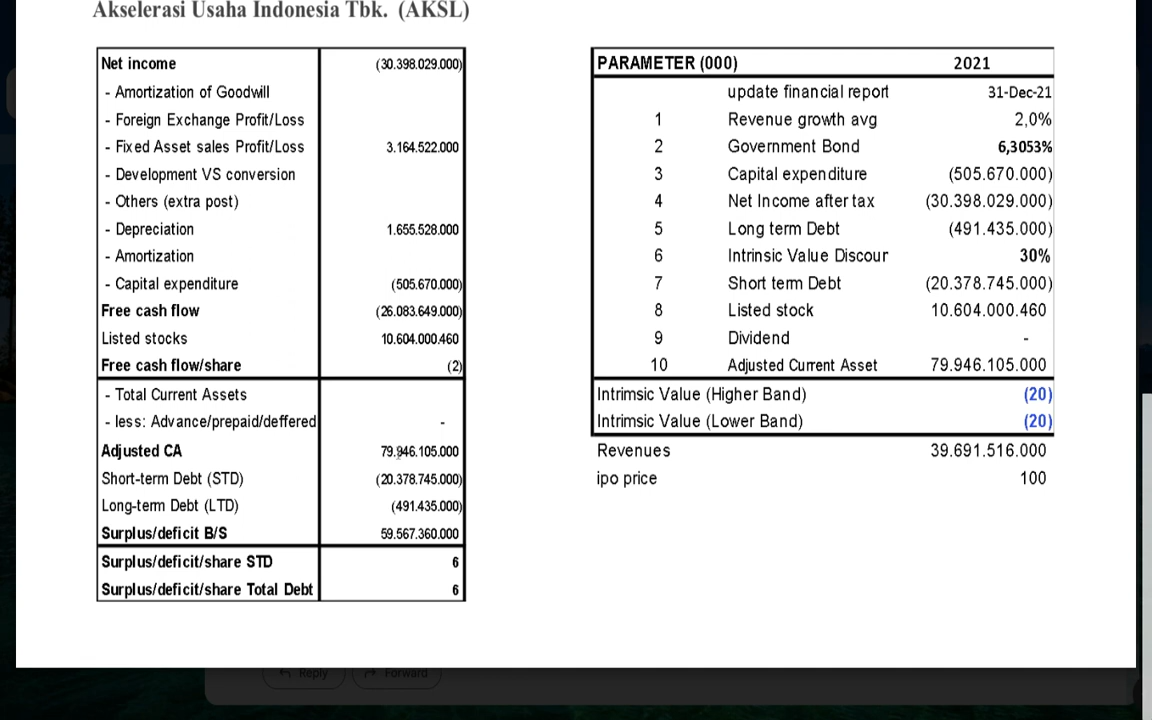 Akselerasi Usaha Indonesia Tbk. (AKSL)
Net income (30.398.029.000)
- Amortization of Goodwill
- Foreign Exchange Profit/Loss
- Fixed Asset sales Profit/Loss 3.164.522.000
- Development VS conversion
- Others (extra post)
- Depreciation 1.655.528.000
- Amortization
- Capital expenditure (505.670.000)
Free cash flow (26.083.649.000)
Listed stocks 10.604.000.460
Free cash flow/share (2)
- Total Current Assets
- less: Advance/prepaid/deffered -
Adjusted CA 79.946.105.000
Short-term Debt (STD) (20.378.745.000)
Long-term Debt (LTD) (491.435.000)
Surplus/deficit B/S 59.567.360.000
Surplus/deficit/share STD 6
Surplus/deficit/share Total Debt 6
PARAMETER (000) 2021
update financial report 31-Dec-21
1 Revenue growth avg 2,0%
2 Government Bond 6,3053%
3 Capital expenditure (505.670.000)
4 Net Income after tax (30.398.029.000)
5 Long term Debt (491.435.000)
6 Intrinsic Value Discour 30%
7 Short term Debt (20.378.745.000)
8 Listed stock 10.604.000.460
9 Dividend -
10 Adjusted Current Asset 79.946.105.000
Intrimsic Value (Higher Band) (20)
Intrimsic Value (Lower Band) (20)
Revenues 39.691.516.000
ipo price 100
Reply Forward